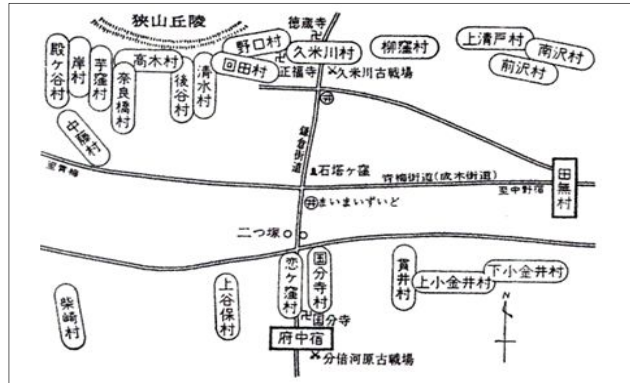 狭山丘陵
徳蔵寺
卍
野口村
久米川村
柳窪村
上清戸村
南沢村
前沢村
殿ヶ谷村
岸村
芋窪村
奈良橋村
高木村
後谷村
清水村
回田村
卍正福寺
久米川古戦場
中藤村
井
鎌倉街道
石塔ヶ窪
青梅街道(成木街道)
至青梅
至中野宿
田無村
井まいまいずいど
二つ塚
恋ヶ窪村
国分寺村
貫井村
上小金井村
下小金井村
柴崎村
上谷保村
卍国分寺
府中宿
分倍河原古戦場
N